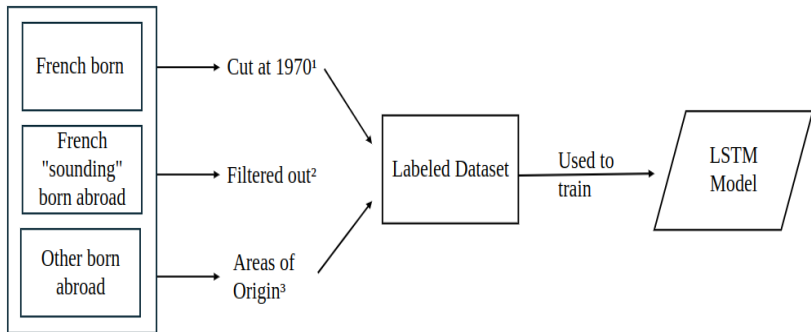 French born
Cut at 1970¹
French
"sounding"
born abroad
Filtered out²
Other born
abroad
Areas of
Origin³
Labeled Dataset
Used to
train
LSTM
Model